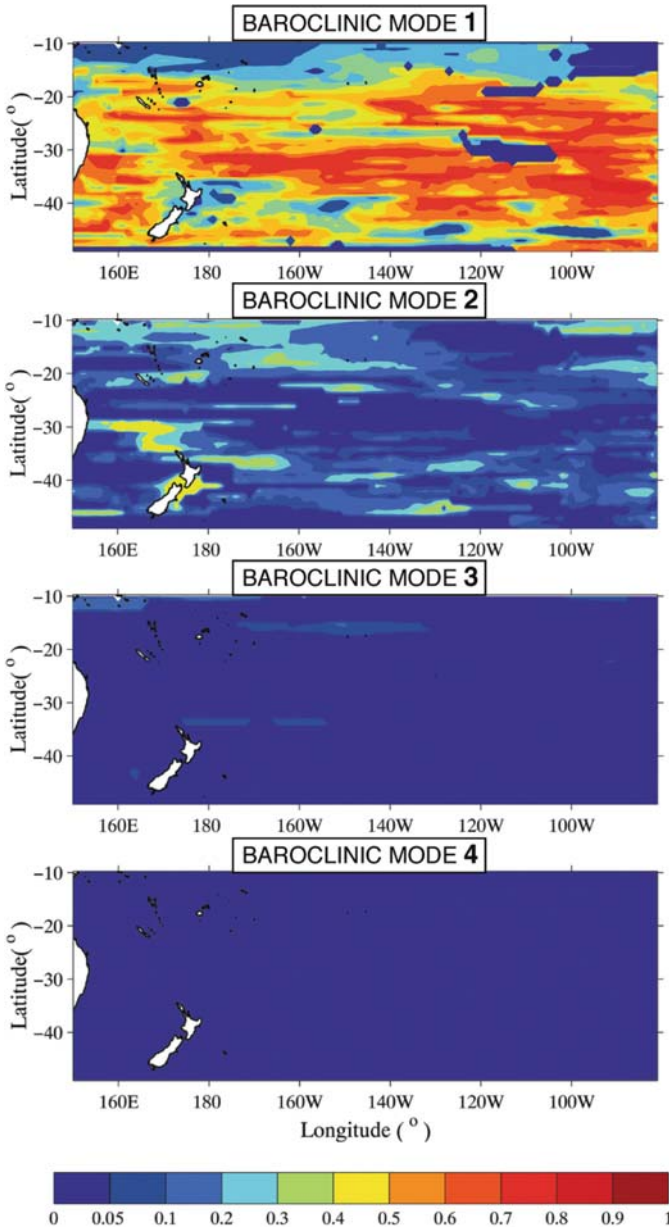 BAROCLINIC MODE 1
−10
−20
−30
−40
Latitude(°)
160E 180 160W 140W 120W 100W
BAROCLINIC MODE 2
−10
−20
−30
−40
Latitude(°)
160E 180 160W 140W 120W 100W
BAROCLINIC MODE 3
−10
−20
−30
−40
Latitude(°)
160E 180 160W 140W 120W 100W
BAROCLINIC MODE 4
−10
−20
−30
−40
Latitude(°)
160E 180 160W 140W 120W 100W
Longitude (°)
0 0.05 0.1 0.2 0.3 0.4 0.5 0.6 0.7 0.8 0.9 1